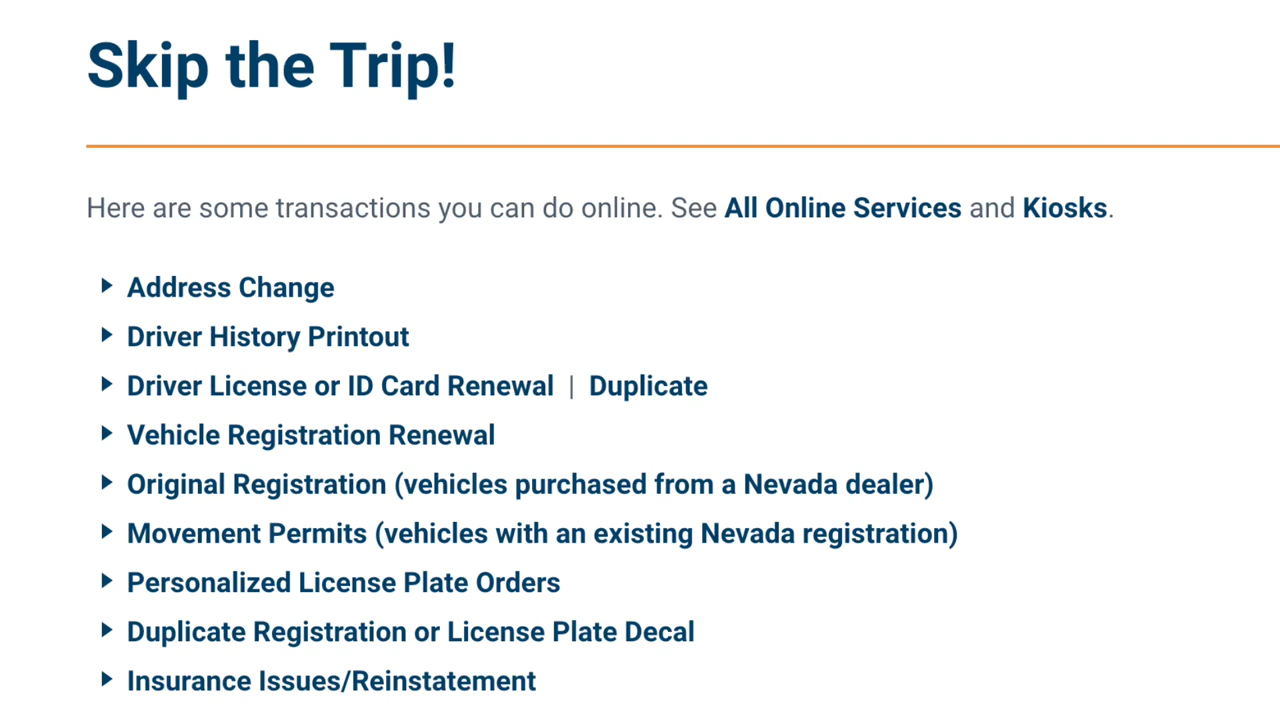 Skip the Trip!
Here are some transactions you can do online. See All Online Services and Kiosks.
Address Change
Driver History Printout
Driver License or ID Card Renewal | Duplicate
Vehicle Registration Renewal
Original Registration (vehicles purchased from a Nevada dealer)
Movement Permits (vehicles with an existing Nevada registration)
Personalized License Plate Orders
Duplicate Registration or License Plate Decal
Insurance Issues/Reinstatement